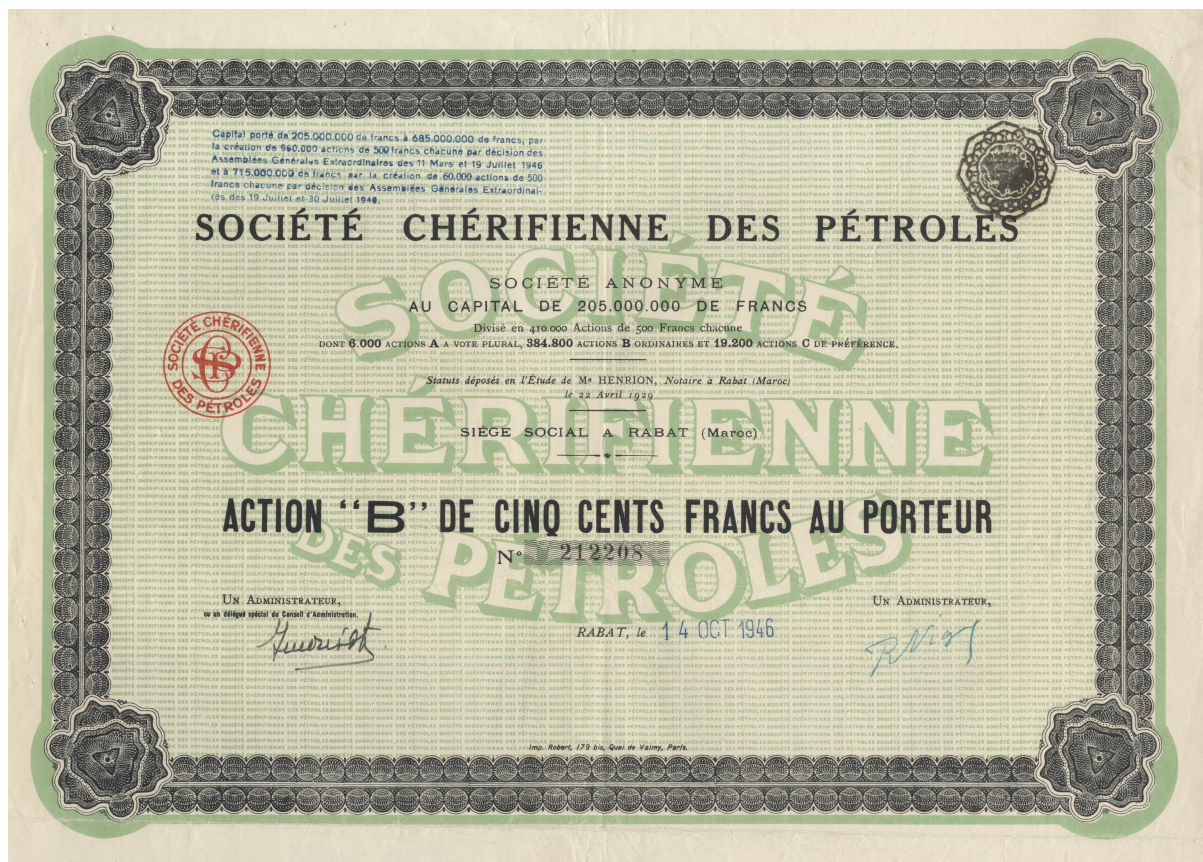 Capital porté de 205.000.000 de francs à 685.000.000 de francs, par
la création de 960.000 actions de 500 francs chacune par décision des
Assemblées Générales Extraordinaires des 11 Mars et 19 Juillet 1946
et à 715.000.000 de francs par la création de 60.000 actions de 500
francs chacune par décision des Assemblées Générales Extraordinai-
res des 19 Juillet et 30 Juillet 1946.
SOCIÉTÉ CHÉRIFIENNE DES PÉTROLES
SOCIÉTÉ ANONYME
AU CAPITAL DE 205.000.000 DE FRANCS
Divisé en 410.000 Actions de 500 Francs chacune
DONT 6.000 ACTIONS A A VOTE PLURAL, 384.800 ACTIONS B ORDINAIRES ET 19.200 ACTIONS C DE PRÉFÉRENCE.
SOCIÉTÉ CHÉRIFIENNE DES PÉTROLES
Statuts déposés en l'Étude de Me HENRION, Notaire à Rabat (Maroc)
le 22 Avril 1929
SIÈGE SOCIAL A RABAT (Maroc)
SOCIÉTÉ
CHÉRIFIENNE
DES PÉTROLES
ACTION "B" DE CINQ CENTS FRANCS AU PORTEUR
No 212208
UN ADMINISTRATEUR,
ou un délégué spécial du Conseil d'Administration.
UN ADMINISTRATEUR,
RABAT, le 14 OCT 1946
Imp. Robert, 179 bis, Quai de Valmy, Paris.